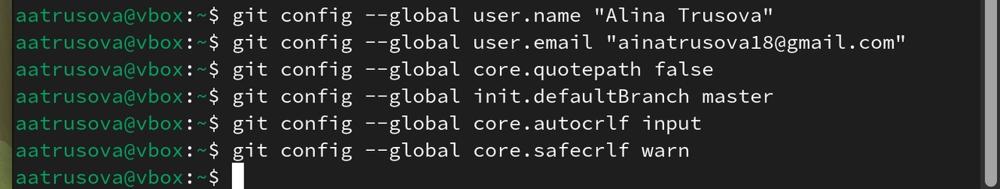 aatrusova@vbox:~$ git config --global user.name "Alina Trusova"
aatrusova@vbox:~$ git config --global user.email "ainatrusova18@gmail.com"
aatrusova@vbox:~$ git config --global core.quotepath false
aatrusova@vbox:~$ git config --global init.defaultBranch master
aatrusova@vbox:~$ git config --global core.autocrlf input
aatrusova@vbox:~$ git config --global core.safecrlf warn
aatrusova@vbox:~$